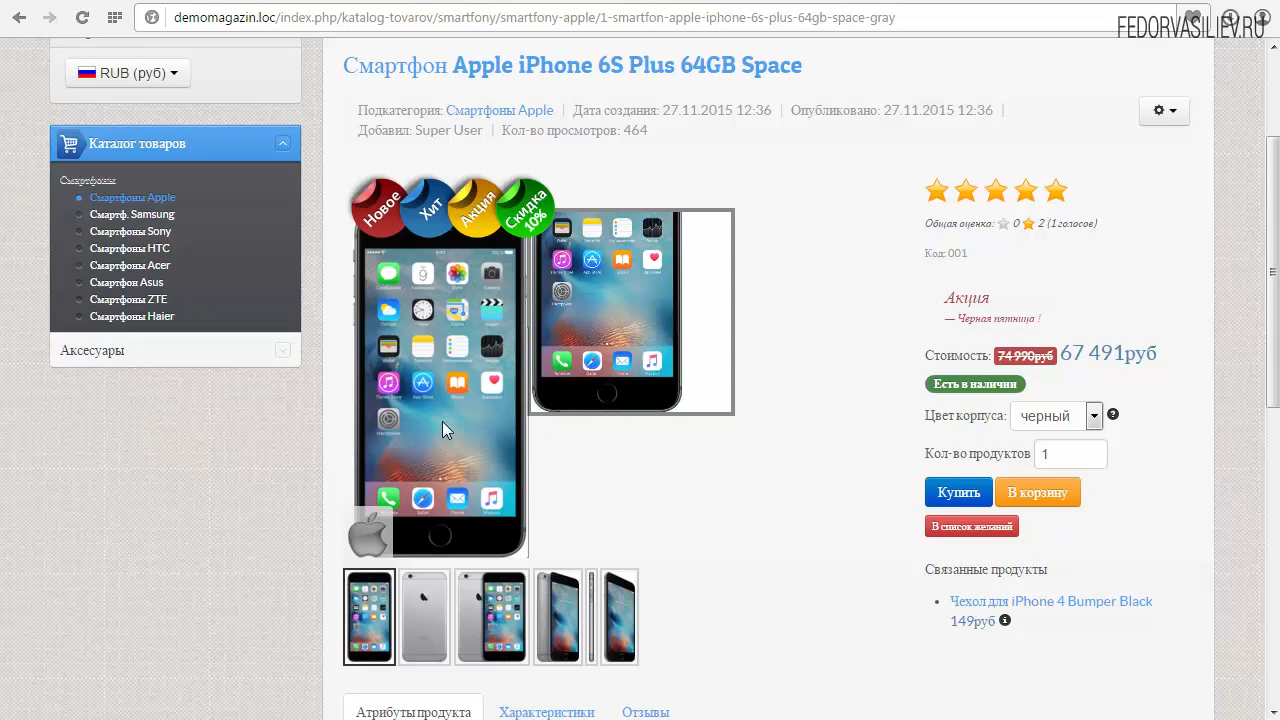 demomagazin.loc/index.php/katalog-tovarov/smartfony/smartfony-apple/1-smartfon-apple-iphone-6s-plus-64gb-space-gray
FEDORVASILIEV.RU
RUB (руб)
Смартфон Apple iPhone 6S Plus 64GB Space
Подкатегория: Смартфоны Apple | Дата создания: 27.11.2015 12:36 | Опубликовано: 27.11.2015 12:36 |
Добавил: Super User | Кол-во просмотров: 464
Каталог товаров
Смартфоны
Смартфоны Apple
Смартф. Samsung
Смартфоны Sony
Смартфоны HTC
Смартфоны Acer
Смартфон Asus
Смартфоны ZTE
Смартфоны Haier
Аксесуары
Новое
Хит
Акция
Скидка
10%
Общая оценка: 0 2 (1голосов)
Код: 001
Акция
— Черная пятница !
Стоимость: 74 990руб 67 491руб
Есть в наличии
Цвет корпуса: черный
Кол-во продуктов 1
Купить В корзину
В список желаний
Связанные продукты
Чехол для iPhone 4 Bumper Black
149руб
Атрибуты продукта Характеристики Отзывы